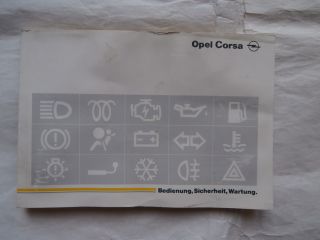 Opel Corsa
Bedienung, Sicherheit, Wartung.